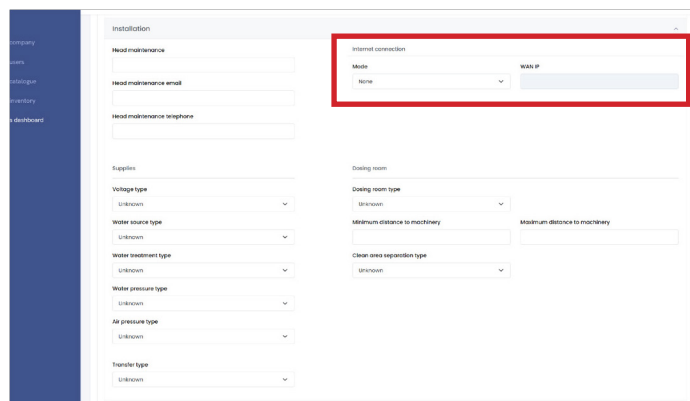 company
users
catalogue
inventory
a dashboard
Installation
Head maintenance
Head maintenance email
Head maintenance telephone
Internet connection
Mode
WAN IP
None
Supplies
Voltage type
Unknown
Water source type
Unknown
Water treatment type
Unknown
Water pressure type
Unknown
Air pressure type
Unknown
Transfer type
Unknown
Dosing room
Dosing room type
Unknown
Minimum distance to machinery
Maximum distance to machinery
Clean area separation type
Unknown